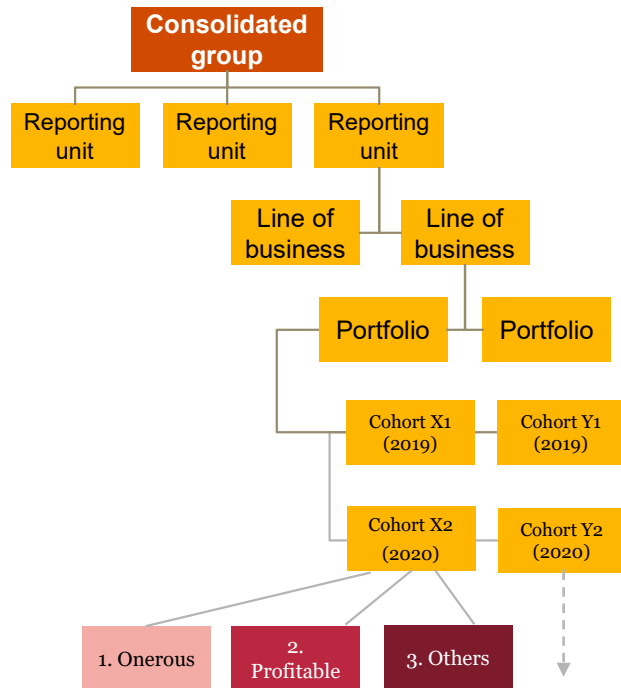 Consolidated
group
Reporting
unit
Reporting
unit
Reporting
unit
Line of
business
Line of
business
Portfolio
Portfolio
Cohort X1
(2019)
Cohort Y1
(2019)
Cohort X2
(2020)
Cohort Y2
(2020)
1. Onerous
2.
Profitable
3. Others